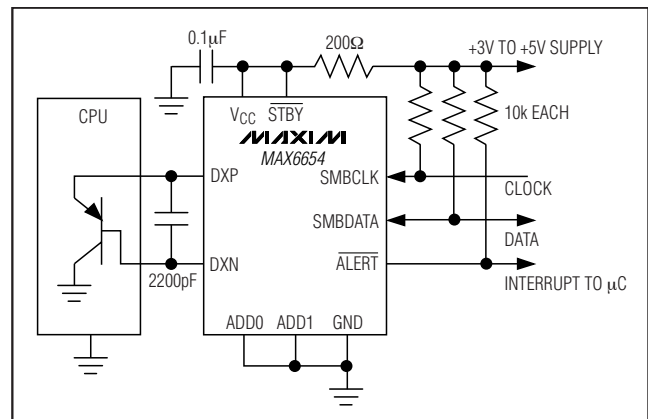 0.1µF
200Ω
+3V TO +5V SUPPLY
CPU
VCC STBY
10k EACH
MAXIM
MAX6654
DXP
SMBCLK
CLOCK
SMBDATA
DATA
2200pF
DXN
ALERT
INTERRUPT TO µC
ADD0 ADD1 GND